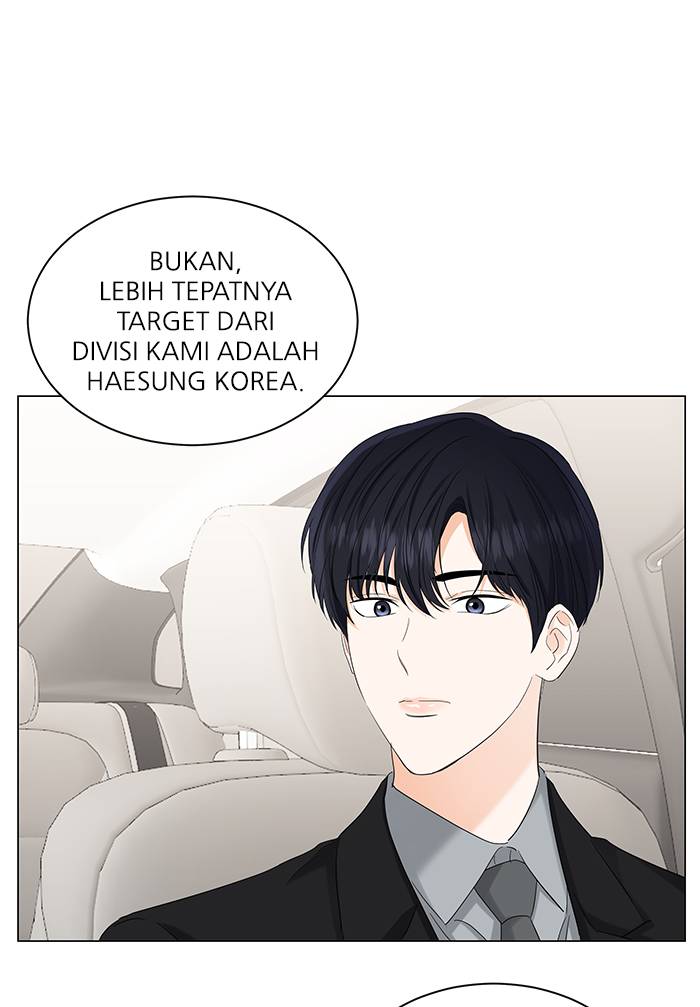 BUKAN,
LEBIH TEPATNYA
TARGET DARI
DIVISI KAMI ADALAH
HAESUNG KOREA.